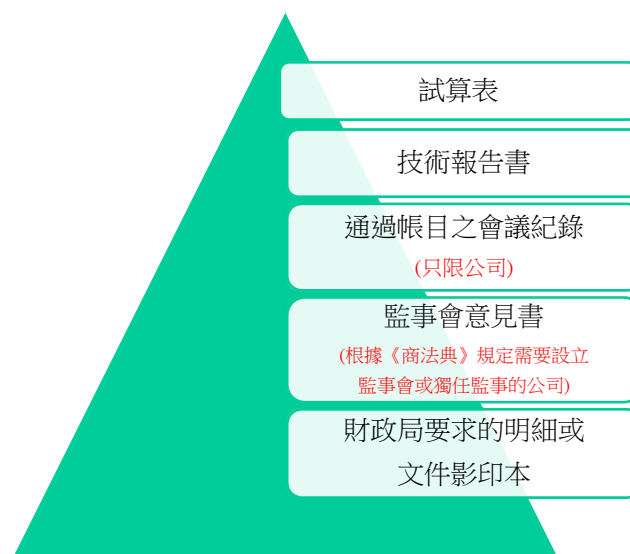 試算表
技術報告書
通過帳目之會議紀錄
(只限公司)
監事會意見書
(根據《商法典》規定需要設立
監事會或獨任監事的公司)
財政局要求的明細或
文件影印本